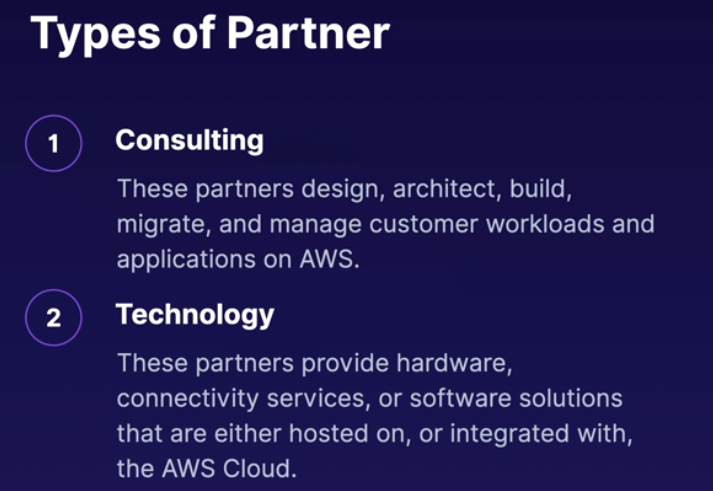 Types of Partner
1
Consulting
These partners design, architect, build,
migrate, and manage customer workloads and
applications on AWS.
2
Technology
These partners provide hardware,
connectivity services, or software solutions
that are either hosted on, or integrated with,
the AWS Cloud.